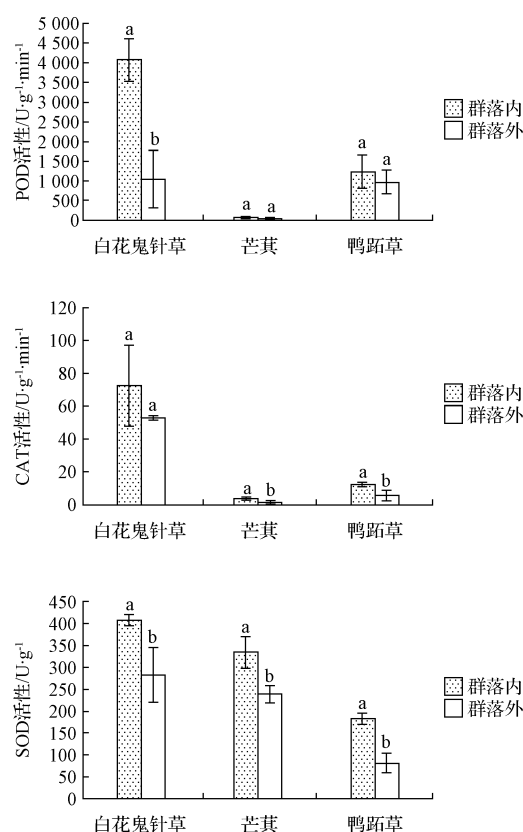 POD活性/U·g⁻¹·min⁻¹
5 000
4 500
4 000
3 500
3 000
2 500
2 000
1 500
1 000
500
0
a
b
a
a
a
a
白花鬼针草
芒萁
鸭跖草
群落内
群落外
CAT活性/U·g⁻¹·min⁻¹
120
100
80
60
40
20
0
a
a
a
b
a
b
白花鬼针草
芒萁
鸭跖草
群落内
群落外
SOD活性/U·g⁻¹
450
400
350
300
250
200
150
100
50
0
a
b
a
b
a
b
白花鬼针草
芒萁
鸭跖草
群落内
群落外